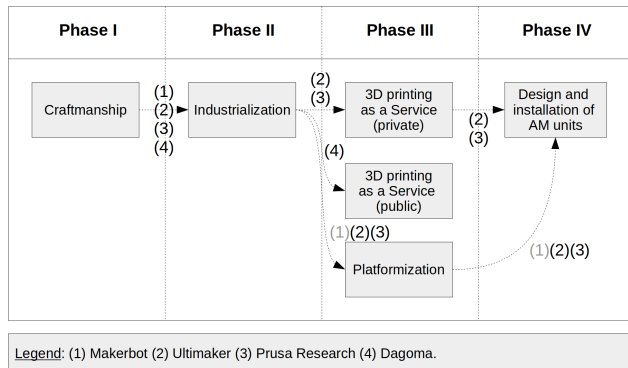 Phase I
Phase II
Phase III
Phase IV
Craftmanship
(1)
(2)
(3)
(4)
Industrialization
(2)
(3)
3D printing
as a Service
(private)
(2)
(3)
Design and
installation of
AM units
(4)
3D printing
as a Service
(public)
(1)(2)(3)
Platformization
(1)(2)(3)
Legend: (1) Makerbot (2) Ultimaker (3) Prusa Research (4) Dagoma.